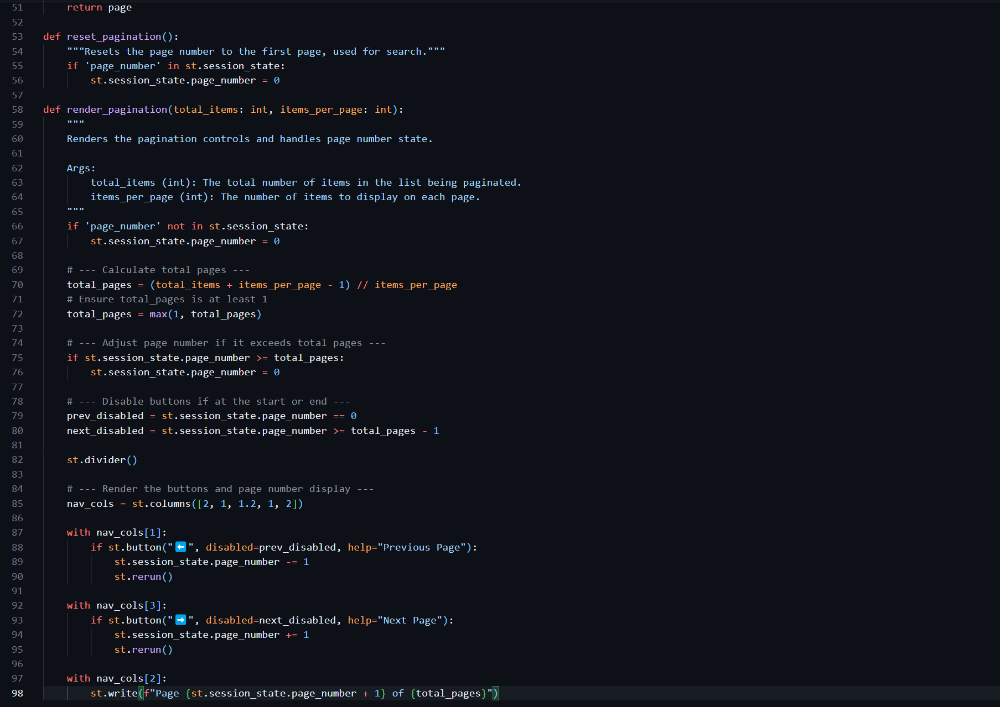 51 return page
52
53 def reset_pagination():
54     """Resets the page number to the first page, used for search."""
55     if 'page_number' in st.session_state:
56         st.session_state.page_number = 0
57
58 def render_pagination(total_items: int, items_per_page: int):
59     """
60     Renders the pagination controls and handles page number state.
61
62     Args:
63         total_items (int): The total number of items in the list being paginated.
64         items_per_page (int): The number of items to display on each page.
65     """
66     if 'page_number' not in st.session_state:
67         st.session_state.page_number = 0
68
69     # --- Calculate total pages ---
70     total_pages = (total_items + items_per_page - 1) // items_per_page
71     # Ensure total_pages is at least 1
72     total_pages = max(1, total_pages)
73
74     # --- Adjust page number if it exceeds total pages ---
75     if st.session_state.page_number >= total_pages:
76         st.session_state.page_number = 0
77
78     # --- Disable buttons if at the start or end ---
79     prev_disabled = st.session_state.page_number == 0
80     next_disabled = st.session_state.page_number >= total_pages - 1
81
82     st.divider()
83
84     # --- Render the buttons and page number display ---
85     nav_cols = st.columns([2, 1, 1.2, 1, 2])
86
87     with nav_cols[1]:
88         if st.button("⬅️", disabled=prev_disabled, help="Previous Page"):
89             st.session_state.page_number -= 1
90             st.rerun()
91
92     with nav_cols[3]:
93         if st.button("➡️", disabled=next_disabled, help="Next Page"):
94             st.session_state.page_number += 1
95             st.rerun()
96
97     with nav_cols[2]:
98         st.write(f"Page {st.session_state.page_number + 1} of {total_pages}")